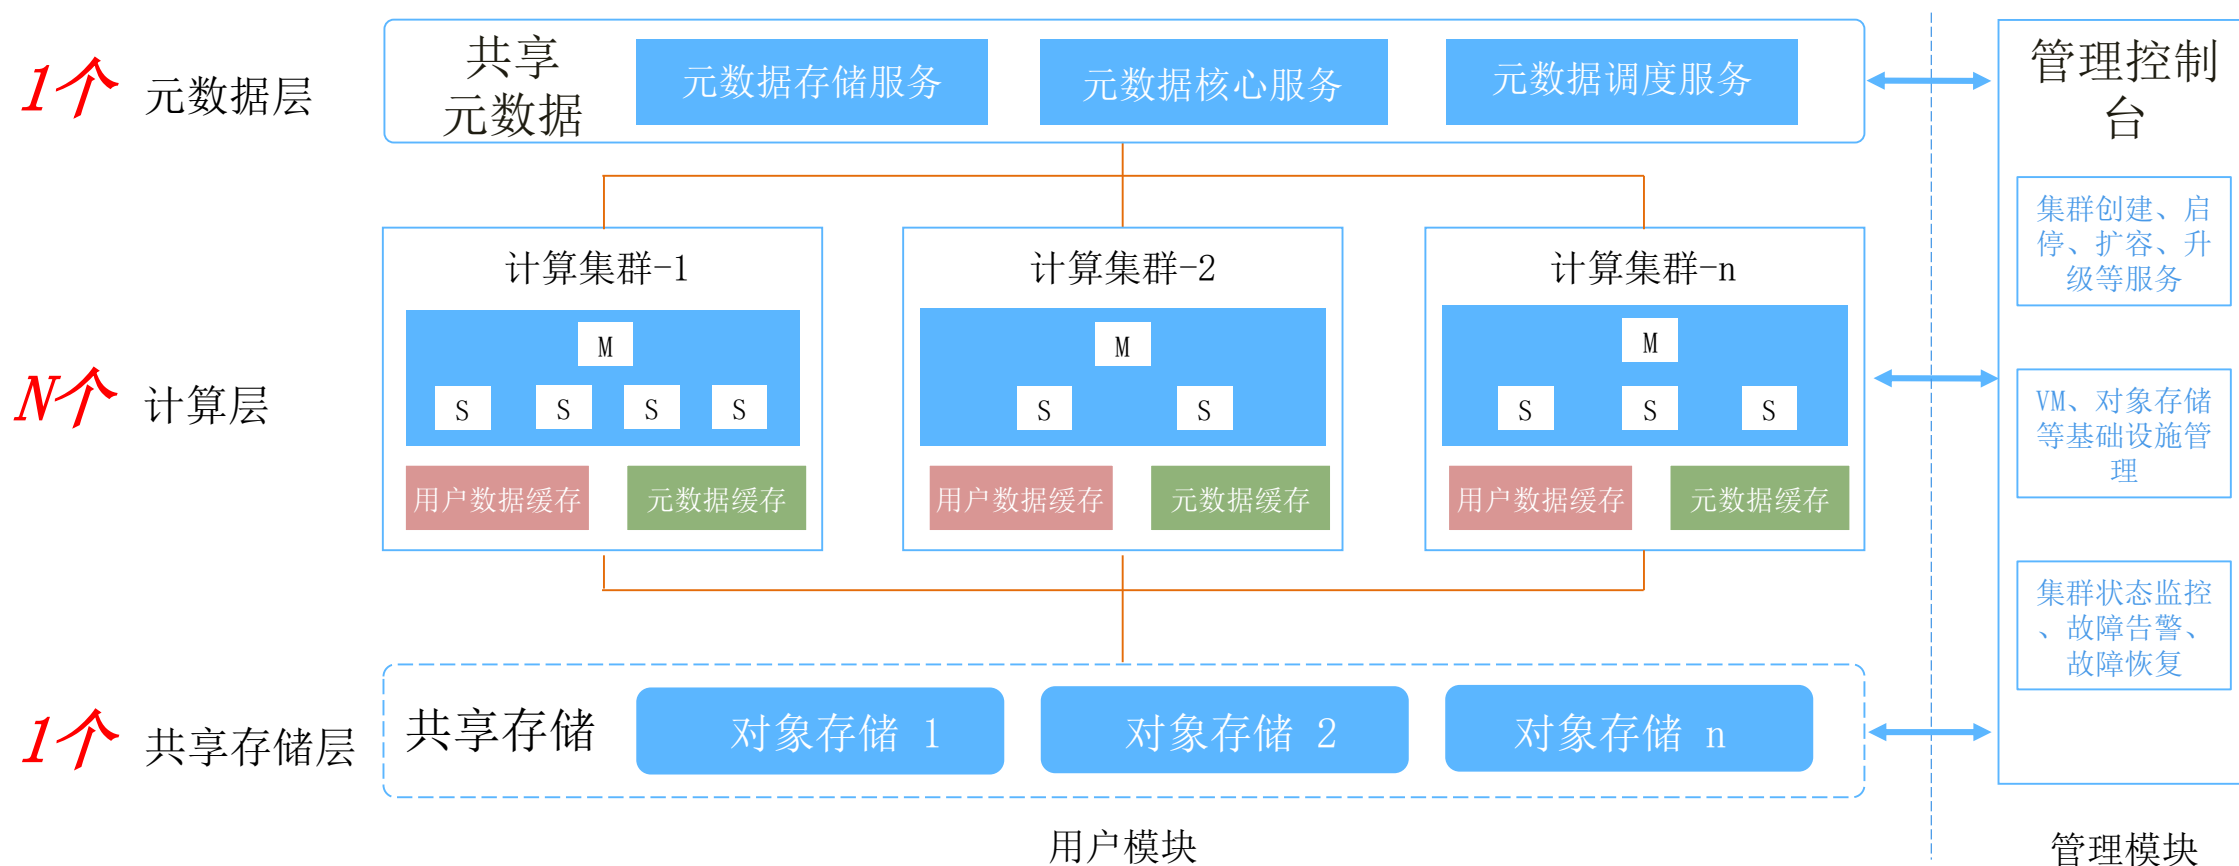 1个 元数据层
共享
元数据
元数据存储服务
元数据核心服务
元数据调度服务
N个 计算层
计算集群-1
M
S S S S
用户数据缓存 元数据缓存
计算集群-2
M
S S
用户数据缓存 元数据缓存
计算集群-n
M
S S S
用户数据缓存 元数据缓存
1个 共享存储层
共享存储
对象存储 1
对象存储 2
对象存储 n
用户模块
管理控制
台
集群创建、启
停、扩容、升
级等服务
VM、对象存储
等基础设施管
理
集群状态监控
、故障告警、
故障恢复
管理模块